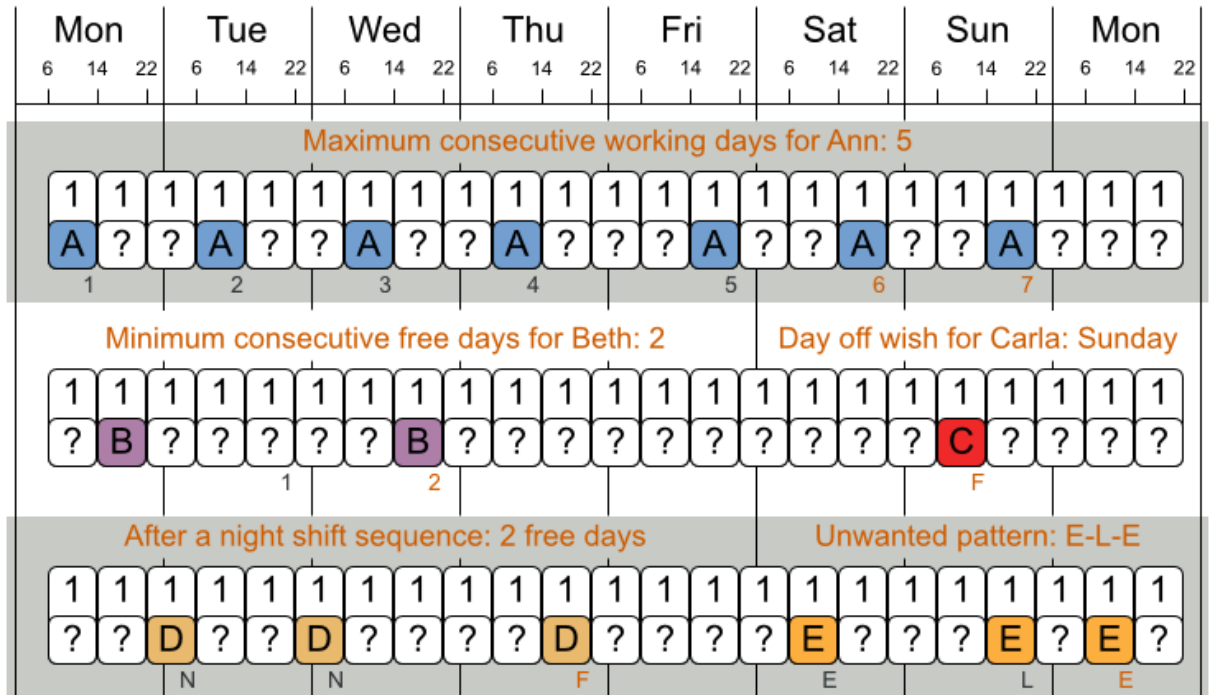 Mon Tue Wed Thu Fri Sat Sun Mon
6 14 22 6 14 22 6 14 22 6 14 22 6 14 22 6 14 22 6 14 22 6 14 22
Maximum consecutive working days for Ann: 5
1 1 1 1 1 1 1 1 1 1 1 1 1 1 1 1 1 1 1 1 1 1 1
A ? ? A ? ? A ? ? A ? ? ? A ? ? A ? ? A ? ? ?
1 2 3 4 5 6 7
Minimum consecutive free days for Beth: 2 Day off wish for Carla: Sunday
1 1 1 1 1 1 1 1 1 1 1 1 1 1 1 1 1 1 1 1 1 1 1
? B ? ? ? ? ? B ? ? ? ? ? ? ? ? ? ? C ? ? ? ?
1 2 F
After a night shift sequence: 2 free days Unwanted pattern: E-L-E
1 1 1 1 1 1 1 1 1 1 1 1 1 1 1 1 1 1 1 1 1 1 1
? ? D ? ? D ? ? ? ? D ? ? ? ? E ? ? ? E ? E ?
N N F E L E